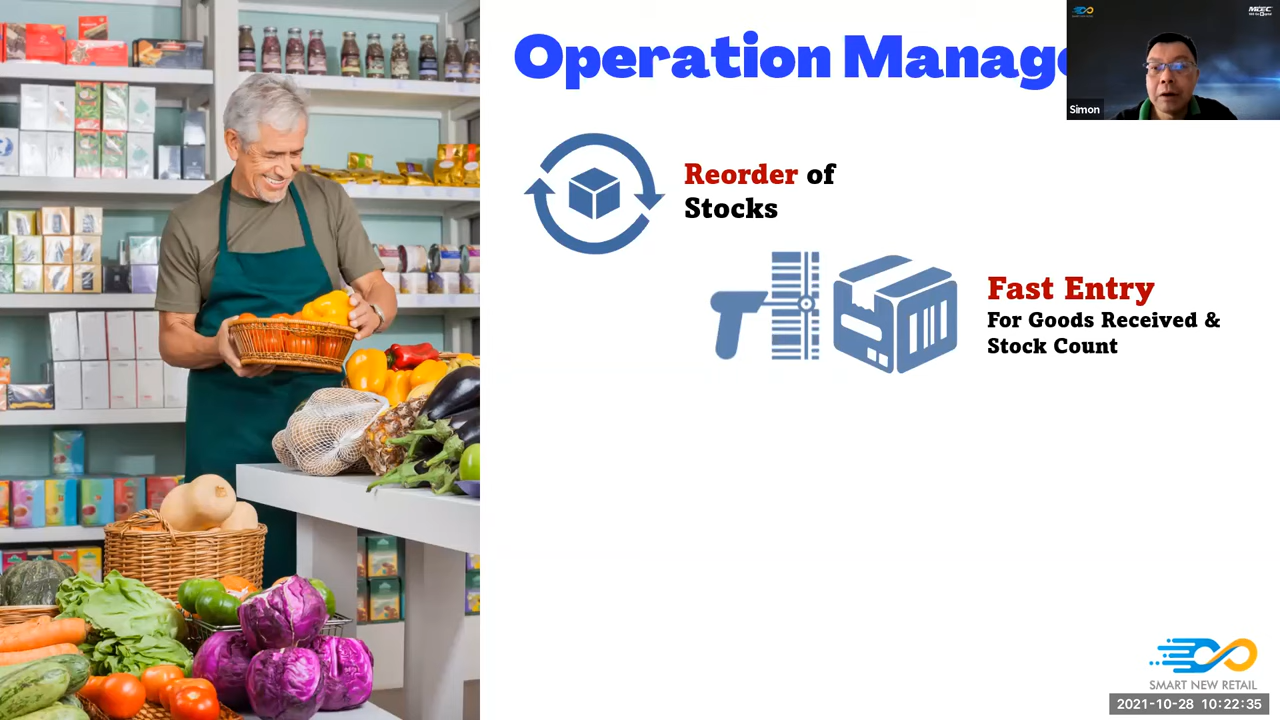 Operation Manage
Simon
Reorder of
Stocks
Fast Entry
For Goods Received &
Stock Count
SMART NEW RETAIL
2021-10-28 10:22:35